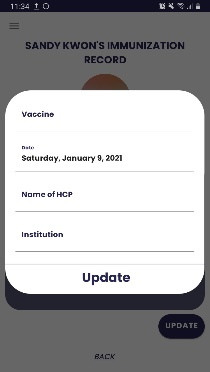 11:34
SANDY KWON'S IMMUNIZATION
RECORD
Vaccine
Date
Saturday, January 9, 2021
Name of HCP
Institution
Update
UPDATE
BACK